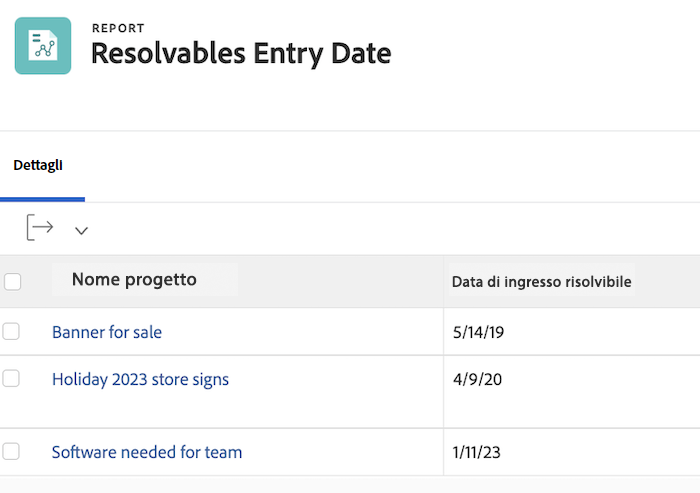 REPORT
Resolvables Entry Date
Dettagli
Nome progetto Data di ingresso risolvibile
Banner for sale 5/14/19
Holiday 2023 store signs 4/9/20
Software needed for team 1/11/23